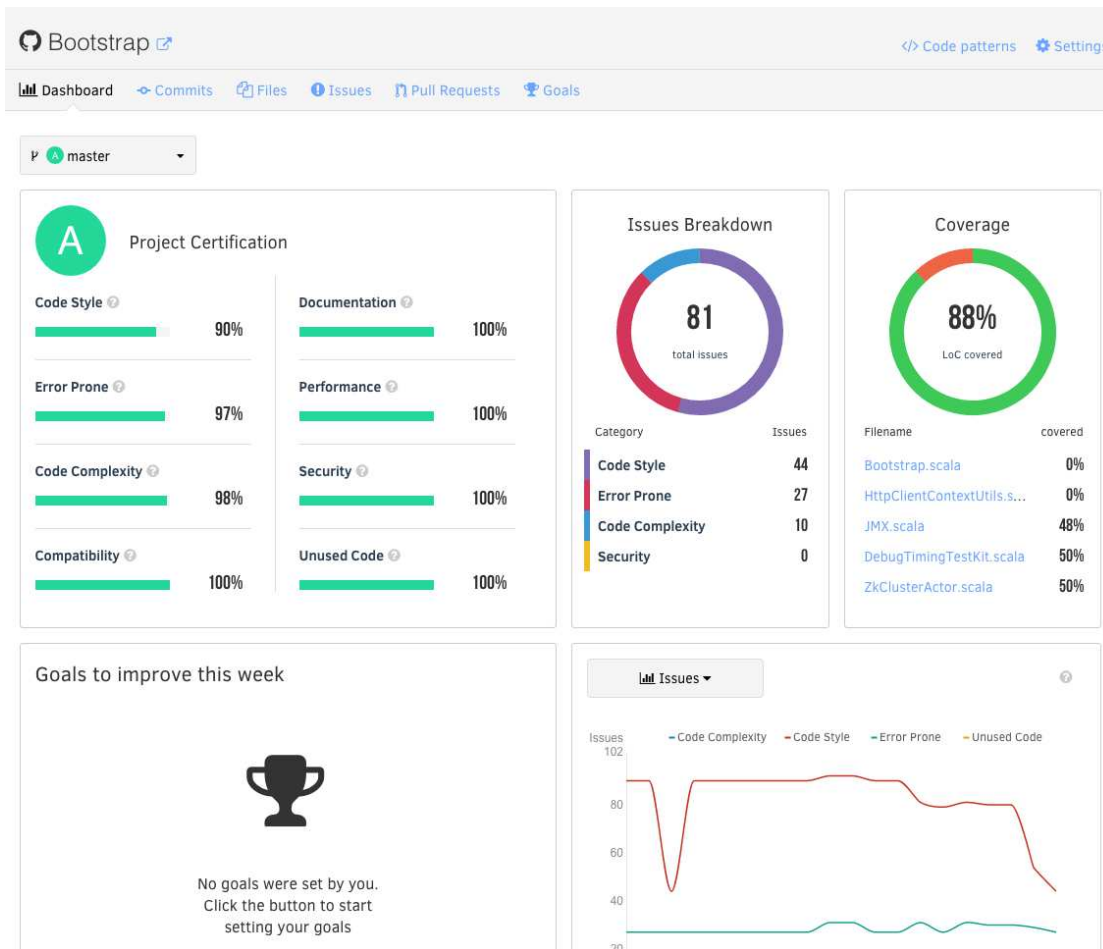 Bootstrap
</> Code patterns
Settings
Dashboard
Commits
Files
Issues
Pull Requests
Goals
A master
A
Project Certification
Code Style
90%
Error Prone
97%
Code Complexity
98%
Compatibility
100%
Documentation
100%
Performance
100%
Security
100%
Unused Code
100%
Issues Breakdown
81
total issues
Category Issues
Code Style 44
Error Prone 27
Code Complexity 10
Security 0
Coverage
88%
LoC covered
Filename covered
Bootstrap.scala 0%
HttpClientContextUtils.s... 0%
JMX.scala 48%
DebugTimingTestKit.scala 50%
ZkClusterActor.scala 50%
Goals to improve this week
No goals were set by you.
Click the button to start
setting your goals
Issues
Issues
Code Complexity Code Style Error Prone Unused Code
102
80
60
40
20